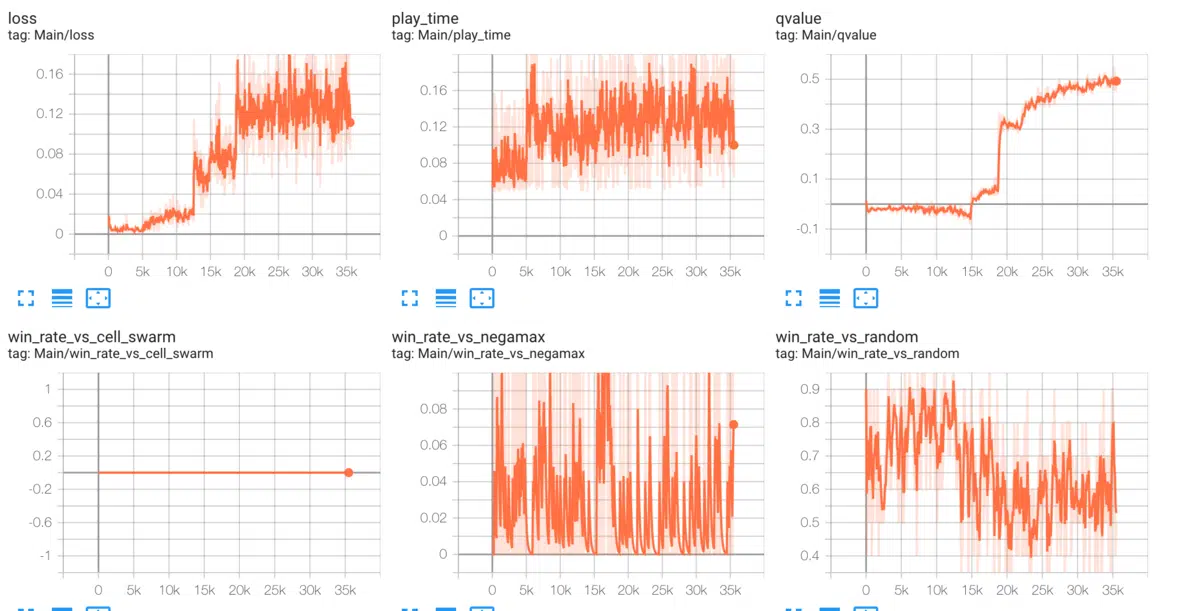 loss
tag: Main/loss
0.16
0.12
0.08
0.04
0
0 5k 10k 15k 20k 25k 30k 35k
play_time
tag: Main/play_time
0.16
0.12
0.08
0.04
0
0 5k 10k 15k 20k 25k 30k 35k
qvalue
tag: Main/qvalue
0.5
0.3
0.1
-0.1
0 5k 10k 15k 20k 25k 30k 35k
win_rate_vs_cell_swarm
tag: Main/win_rate_vs_cell_swarm
1
0.6
0.2
-0.2
-0.6
-1
0 5k 10k 15k 20k 25k 30k 35k
win_rate_vs_negamax
tag: Main/win_rate_vs_negamax
0.08
0.06
0.04
0.02
0
0 5k 10k 15k 20k 25k 30k 35k
win_rate_vs_random
tag: Main/win_rate_vs_random
0.9
0.8
0.7
0.6
0.5
0.4
0 5k 10k 15k 20k 25k 30k 35k